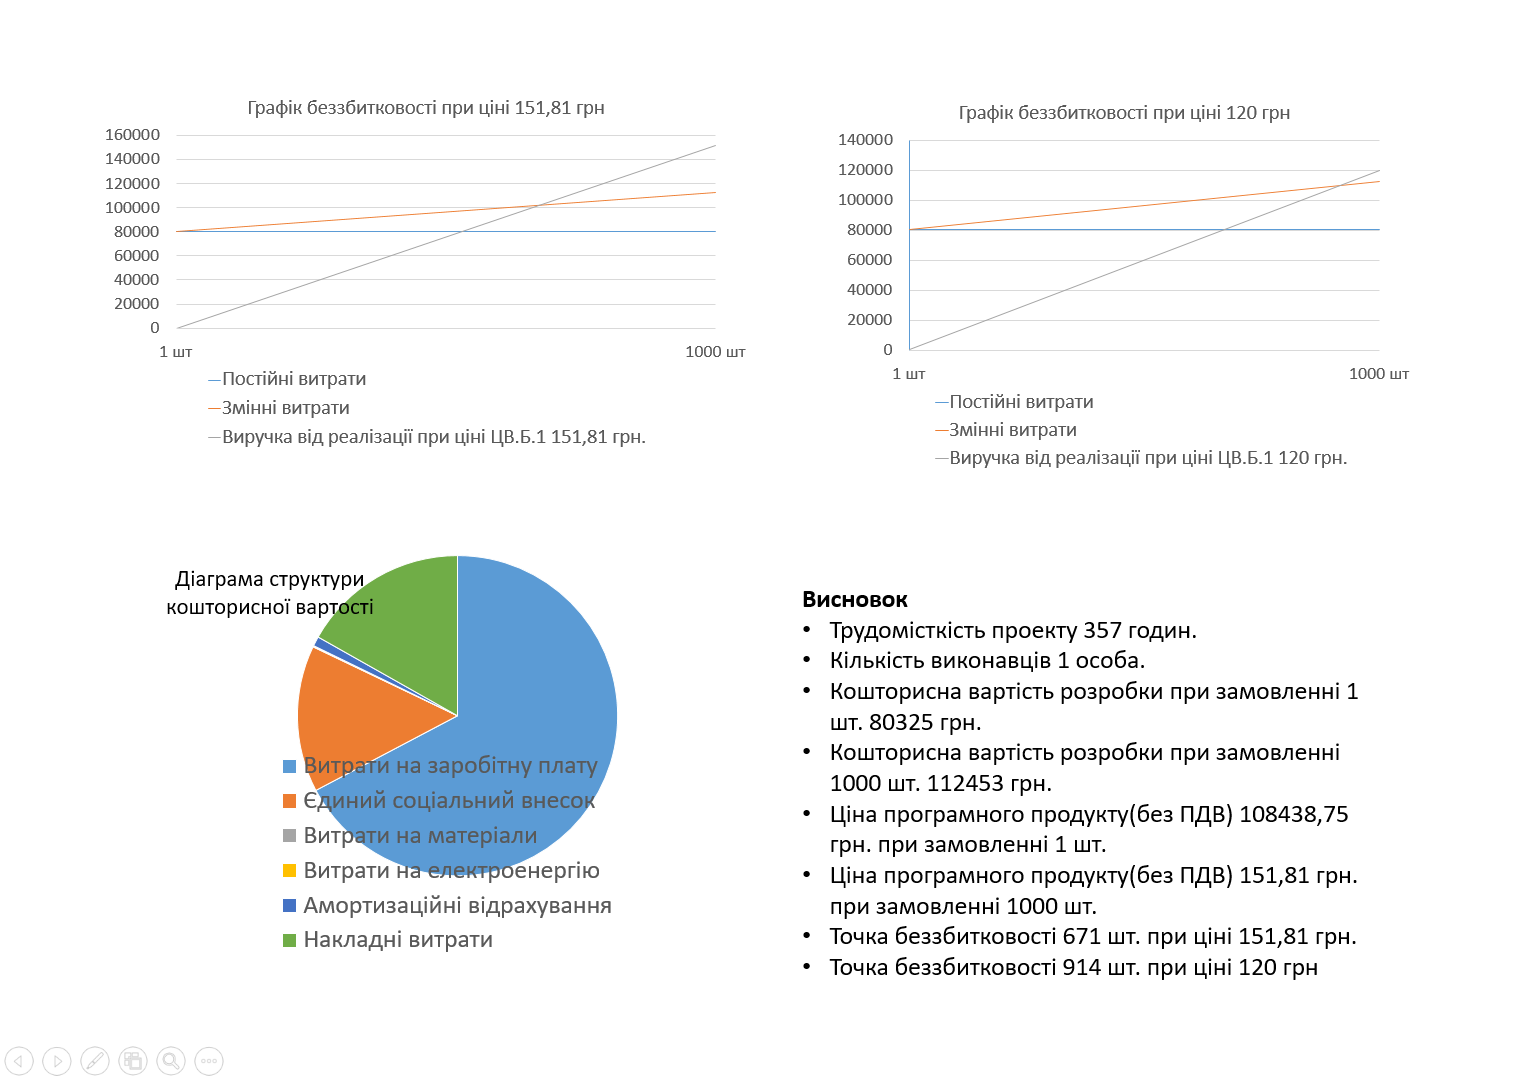 Графік беззбитковості при ціні 151,81 грн
160000
140000
120000
100000
80000
60000
40000
20000
0
1 шт
1000 шт
Постійні витрати
Змінні витрати
Виручка від реалізації при ціні ЦВ.Б.1 151,81 грн.
Графік беззбитковості при ціні 120 грн
140000
120000
100000
80000
60000
40000
20000
0
1 шт
1000 шт
Постійні витрати
Змінні витрати
Виручка від реалізації при ціні ЦВ.Б.1 120 грн.
Діаграма структури
кошторисної вартості
Витрати на заробітну плату
Єдиний соціальний внесок
Витрати на матеріали
Витрати на електроенергію
Амортизаційні відрахування
Накладні витрати
Висновок
• Трудомісткість проекту 357 годин.
• Кількість виконавців 1 особа.
• Кошторисна вартість розробки при замовленні 1
шт. 80325 грн.
• Кошторисна вартість розробки при замовленні
1000 шт. 112453 грн.
• Ціна програмного продукту(без ПДВ) 108438,75
грн. при замовленні 1 шт.
• Ціна програмного продукту(без ПДВ) 151,81 грн.
при замовленні 1000 шт.
• Точка беззбитковості 671 шт. при ціні 151,81 грн.
• Точка беззбитковості 914 шт. при ціні 120 грн